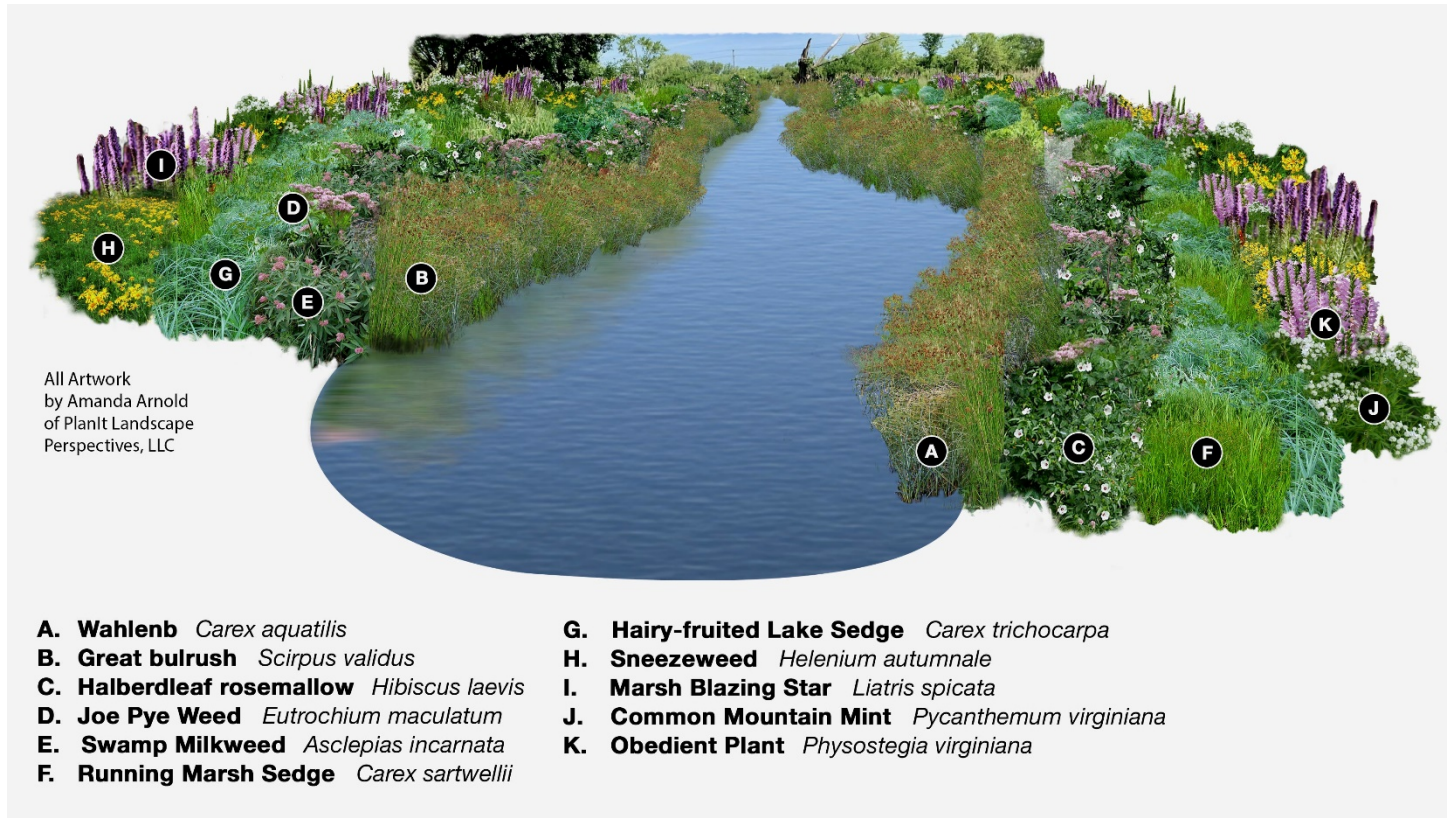 I
D
H
G
E
B
K
J
A
C
F
All Artwork
by Amanda Arnold
of PlanIt Landscape
Perspectives, LLC
A. Wahlenb Carex aquatilis
B. Great bulrush Scirpus validus
C. Halberdleaf rosemallow Hibiscus laevis
D. Joe Pye Weed Eutrochium maculatum
E. Swamp Milkweed Asclepias incarnata
F. Running Marsh Sedge Carex sartwellii
G. Hairy-fruited Lake Sedge Carex trichocarpa
H. Sneezeweed Helenium autumnale
I. Marsh Blazing Star Liatris spicata
J. Common Mountain Mint Pycanthemum virginiana
K. Obedient Plant Physostegia virginiana